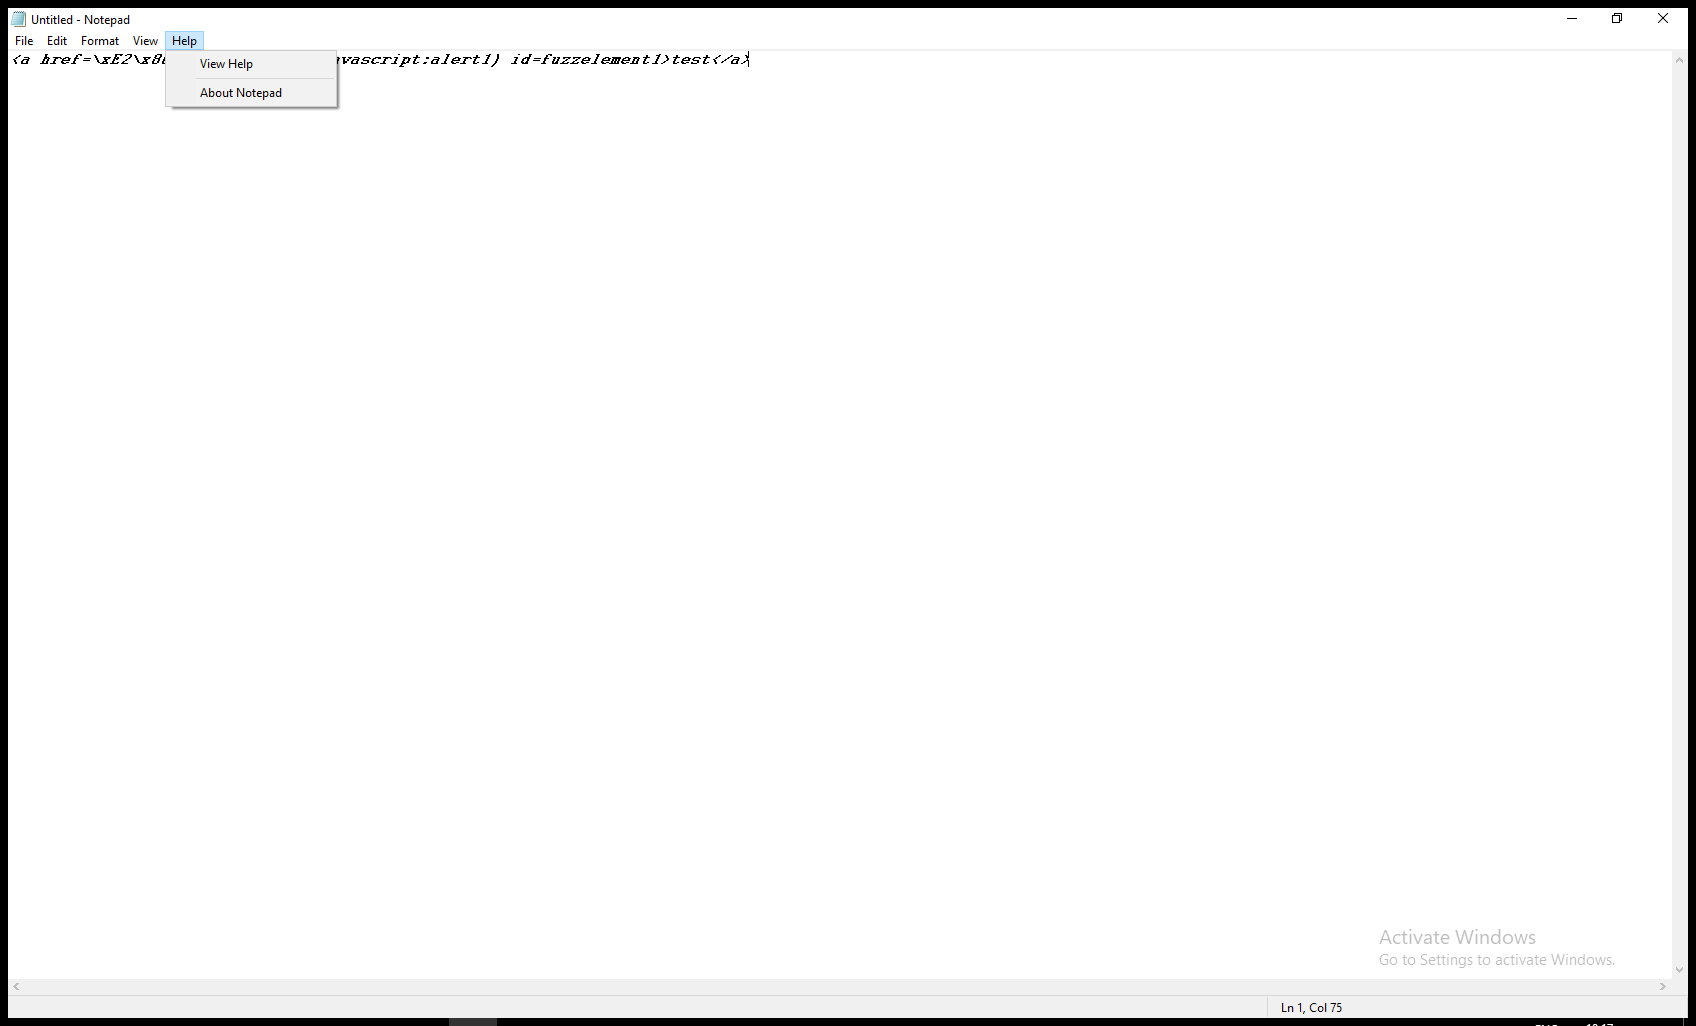 Untitled - Notepad
File Edit Format View Help
<a href=\xE2\x8 vascript:alert1) id=fuzzelement1>test</a>
View Help
About Notepad
Activate Windows
Go to Settings to activate Windows.
Ln 1, Col 75